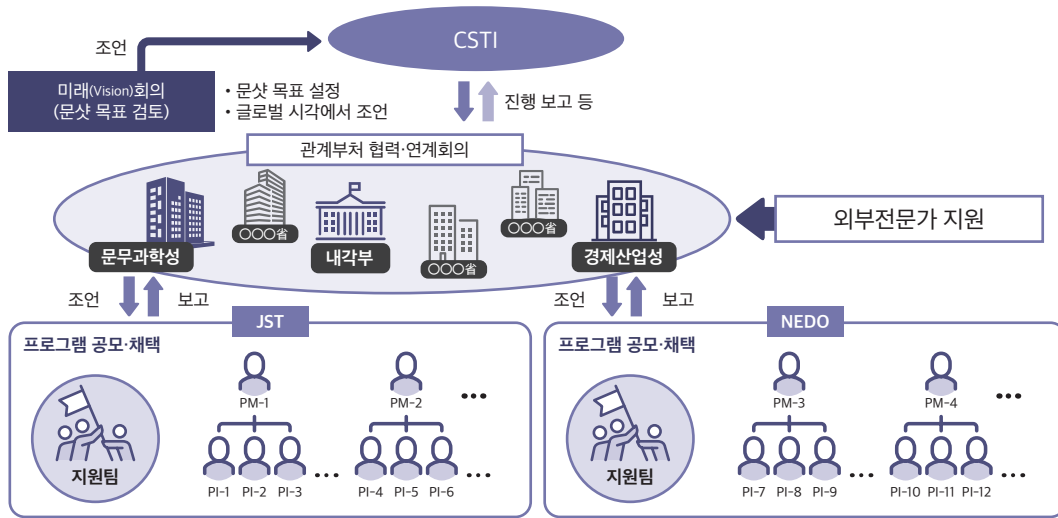 CSTI
조언
미래(Vision)회의
(문샷 목표 검토)
• 문샷 목표 설정
• 글로벌 시각에서 조언
진행 보고 등
관계부처 협력·연계회의
○○○省
○○○省
○○○省
문무과학성
내각부
경제산업성
외부전문가 지원
조언
보고
조언
보고
JST
프로그램 공모·채택
지원팀
PM-1
PM-2
...
PI-1
PI-2
PI-3
...
PI-4
PI-5
PI-6
...
NEDO
프로그램 공모·채택
지원팀
PM-3
PM-4
...
PI-7
PI-8
PI-9
...
PI-10
PI-11
PI-12
...